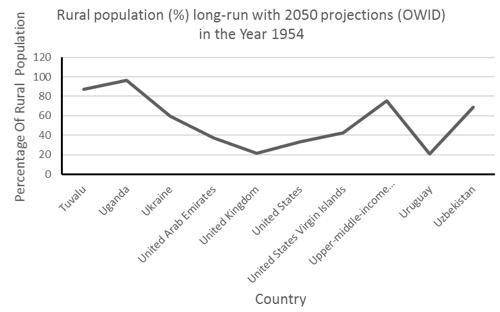 Rural population (%) long-run with 2050 projections (OWID)
in the Year 1954
Percentage Of Rural Population
120
100
80
60
40
20
0
Tuvalu
Uganda
Ukraine
United Arab Emirates
United Kingdom
United States
United States Virgin Islands
Upper-middle-income...
Uruguay
Uzbekistan
Country